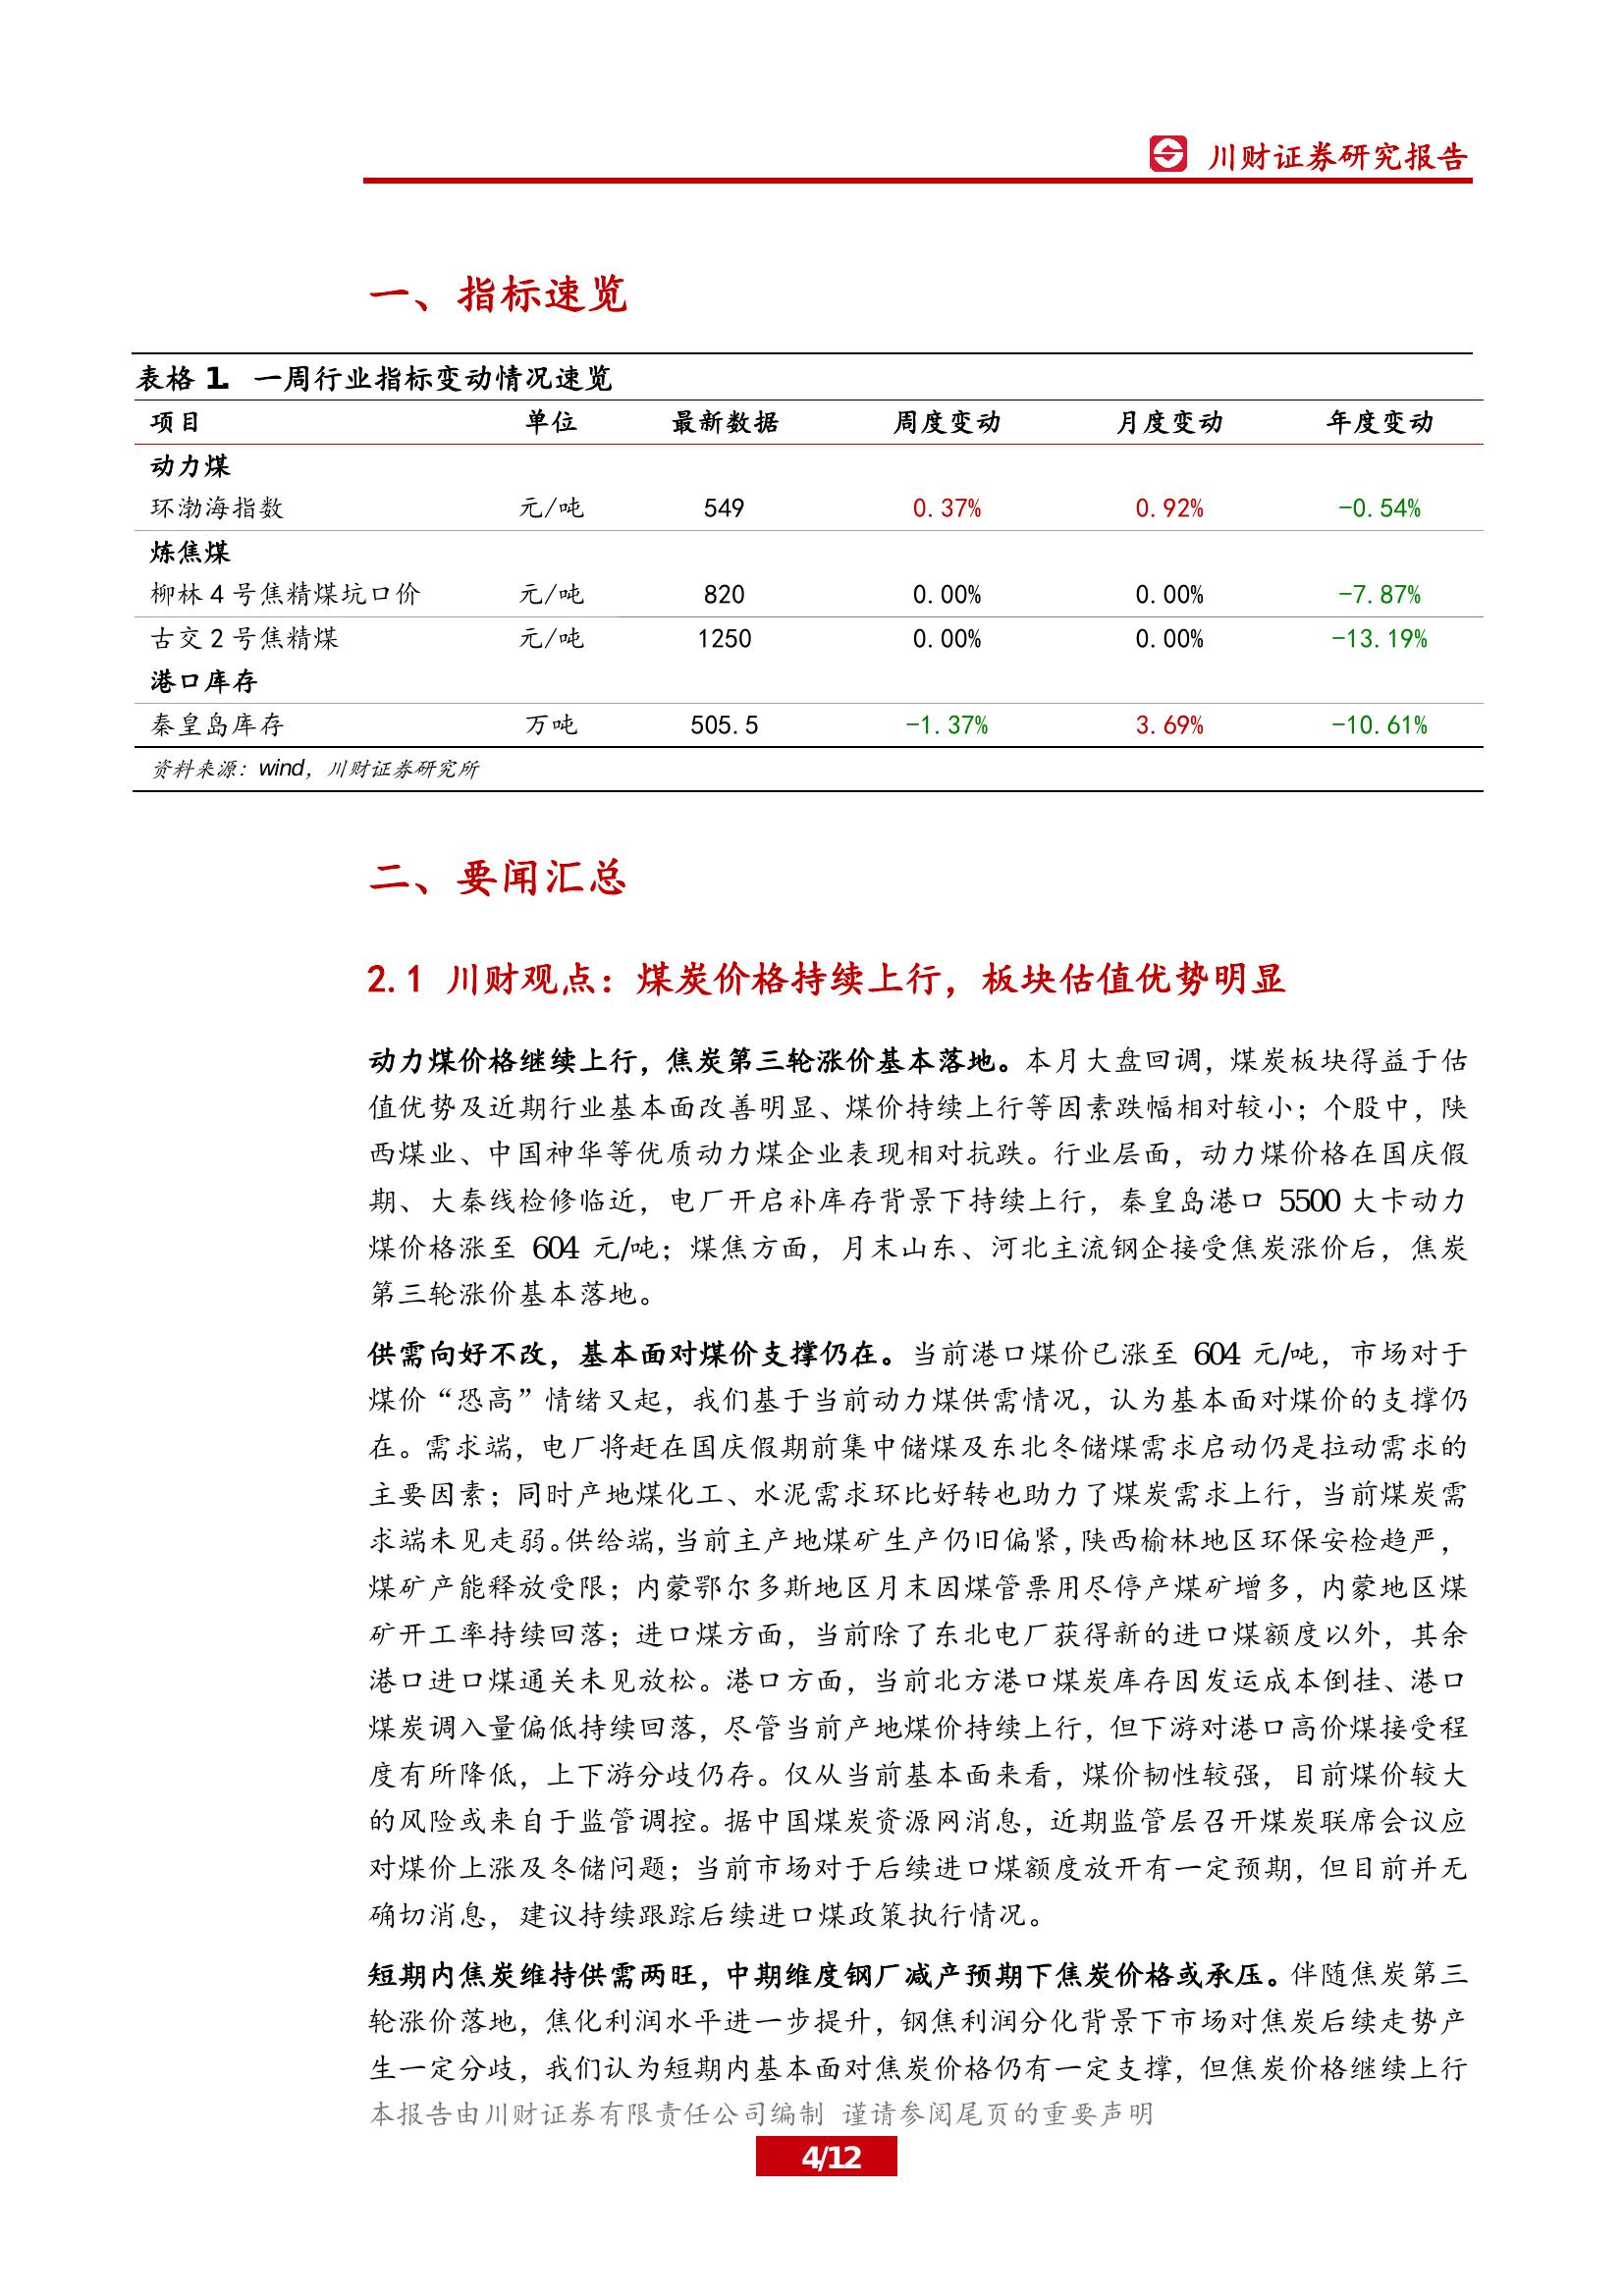 川财证券研究报告
一、指标速览
表格 1. 一周行业指标变动情况速览
项目 单位 最新数据 周度变动 月度变动 年度变动
动力煤
环渤海指数 元/吨 549 0.37% 0.92% -0.54%
炼焦煤
柳林 4 号焦精煤坑口价 元/吨 820 0.00% 0.00% -7.87%
古交 2 号焦精煤 元/吨 1250 0.00% 0.00% -13.19%
港口库存
秦皇岛库存 万吨 505.5 -1.37% 3.69% -10.61%
资料来源：wind，川财证券研究所
二、要闻汇总
2.1 川财观点：煤炭价格持续上行，板块估值优势明显
动力煤价格继续上行，焦炭第三轮涨价基本落地。本月大盘回调，煤炭板块得益于估
值优势及近期行业基本面改善明显、煤价持续上行等因素跌幅相对较小；个股中，陕
西煤业、中国神华等优质动力煤企业表现相对抗跌。行业层面，动力煤价格在国庆假
期、大秦线检修临近，电厂开启补库存背景下持续上行，秦皇岛港口 5500 大卡动力
煤价格涨至 604 元/吨；煤焦方面，月末山东、河北主流钢企接受焦炭涨价后，焦炭
第三轮涨价基本落地。
供需向好不改，基本面对煤价支撑仍在。当前港口煤价已涨至 604 元/吨，市场对于
煤价“恐高”情绪又起，我们基于当前动力煤供需情况，认为基本面对煤价的支撑仍
在。需求端，电厂将赶在国庆假期前集中储煤及东北冬储煤需求启动仍是拉动需求的
主要因素；同时产地煤化工、水泥需求环比好转也助力了煤炭需求上行，当前煤炭需
求端未见走弱。供给端，当前主产地煤矿生产仍旧偏紧，陕西榆林地区环保安检趋严，
煤矿产能释放受限；内蒙鄂尔多斯地区月末因煤管票用尽停产煤矿增多，内蒙地区煤
矿开工率持续回落；进口煤方面，当前除了东北电厂获得新的进口煤额度以外，其余
港口进口煤通关未见放松。港口方面，当前北方港口煤炭库存因发运成本倒挂、港口
煤炭调入量偏低持续回落，尽管当前产地煤价持续上行，但下游对港口高价煤接受程
度有所降低，上下游分歧仍存。仅从当前基本面来看，煤价韧性较强，目前煤价较大
的风险或来自于监管调控。据中国煤炭资源网消息，近期监管层召开煤炭联席会议应
对煤价上涨及冬储问题；当前市场对于后续进口煤额度放开有一定预期，但目前并无
确切消息，建议持续跟踪后续进口煤政策执行情况。
短期内焦炭维持供需两旺，中期维度钢厂减产预期下焦炭价格或承压。伴随焦炭第三
轮涨价落地，焦化利润水平进一步提升，钢焦利润分化背景下市场对焦炭后续走势产
生一定分歧，我们认为短期内基本面对焦炭价格仍有一定支撑，但焦炭价格继续上行
本报告由川财证券有限责任公司编制 谨请参阅尾页的重要声明
4/12